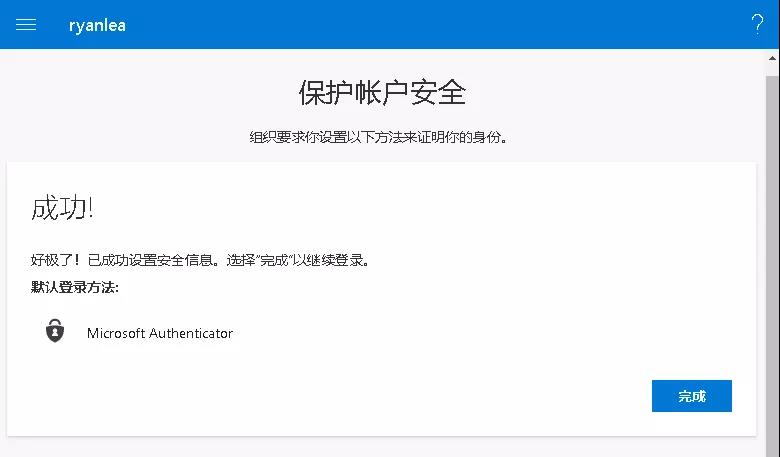 ryanlea
?
保护帐户安全
组织要求你设置以下方法来证明你的身份。
成功!
好极了！已成功设置安全信息。选择"完成"以继续登录。
默认登录方法:
Microsoft Authenticator
完成